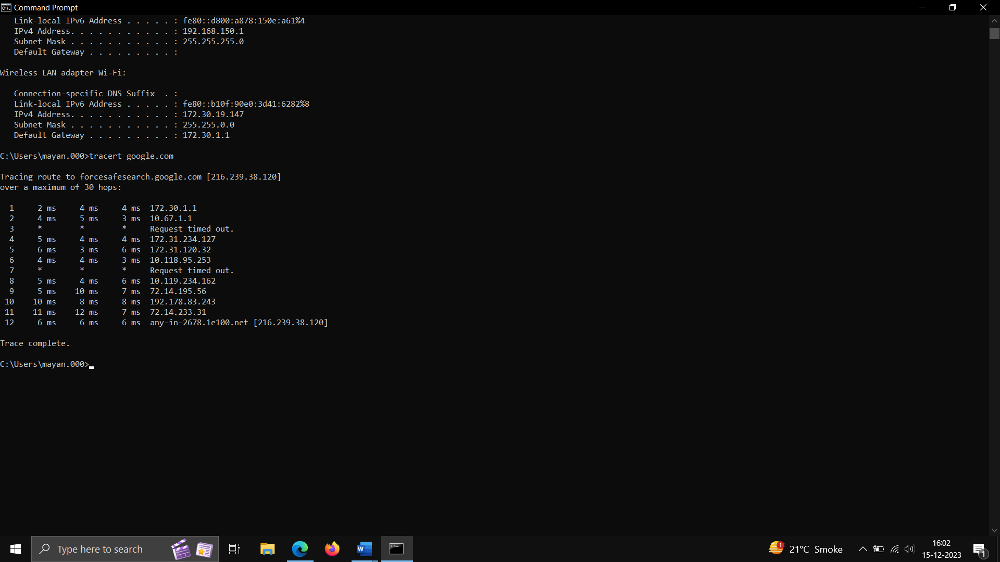 Command Prompt
Link-local IPv6 Address . . . . . : fe80::d800:a878:150e:a61%4
IPv4 Address. . . . . . . . . . . : 192.168.150.1
Subnet Mask . . . . . . . . . . . : 255.255.255.0
Default Gateway . . . . . . . . . :
Wireless LAN adapter Wi-Fi:
Connection-specific DNS Suffix  . :
Link-local IPv6 Address . . . . . : fe80::b10f:90e0:3d41:6282%8
IPv4 Address. . . . . . . . . . . : 172.30.19.147
Subnet Mask . . . . . . . . . . . : 255.255.0.0
Default Gateway . . . . . . . . . : 172.30.1.1
C:\Users\mayan.000>tracert google.com
Tracing route to forcesafesearch.google.com [216.239.38.120]
over a maximum of 30 hops:
1     2 ms     4 ms     4 ms  172.30.1.1
2     4 ms     5 ms     3 ms  10.67.1.1
3     *        *        *     Request timed out.
4     5 ms     4 ms     4 ms  172.31.234.127
5     6 ms     3 ms     6 ms  172.31.120.32
6     4 ms     4 ms     3 ms  10.118.95.253
7     *        *        *     Request timed out.
8     5 ms     4 ms     6 ms  10.119.234.162
9     5 ms    10 ms     7 ms  72.14.195.56
10    10 ms     8 ms     8 ms  192.178.83.243
11    11 ms    12 ms     7 ms  72.14.233.31
12     6 ms     6 ms     6 ms  any-in-2678.1e100.net [216.239.38.120]
Trace complete.
C:\Users\mayan.000>
Type here to search
1
21°C Smoke
16:02
15-12-2023
1